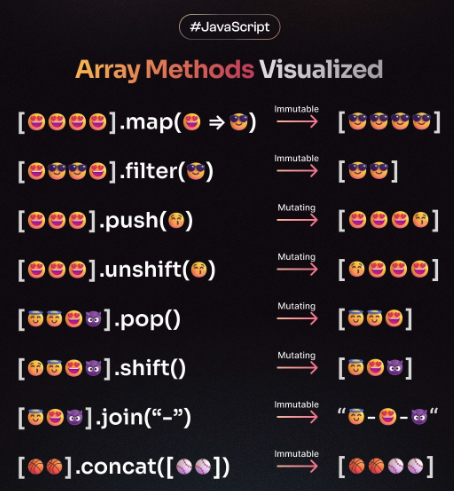 #JavaScript
Array Methods Visualized
[😍😍😍😍].map(😍 ⇒ 😎) Immutable → [😎😎😎😎]
[😍😎😎😍].filter(😎) Immutable → [😎😎]
[😍😍😍].push(😚) Mutating → [😍😍😍😚]
[😍😍😍].unshift(😚) Mutating → [😚😍😍😍]
[😇😇😍😈].pop() Mutating → [😇😇😍]
[😚😇😍😈].shift() Mutating → [😇😍😈]
[😇😍😈].join(“-”) Immutable → “😇-😍-😈“
[🏀🏀].concat([⚾⚾]) Immutable → [🏀🏀⚾⚾]